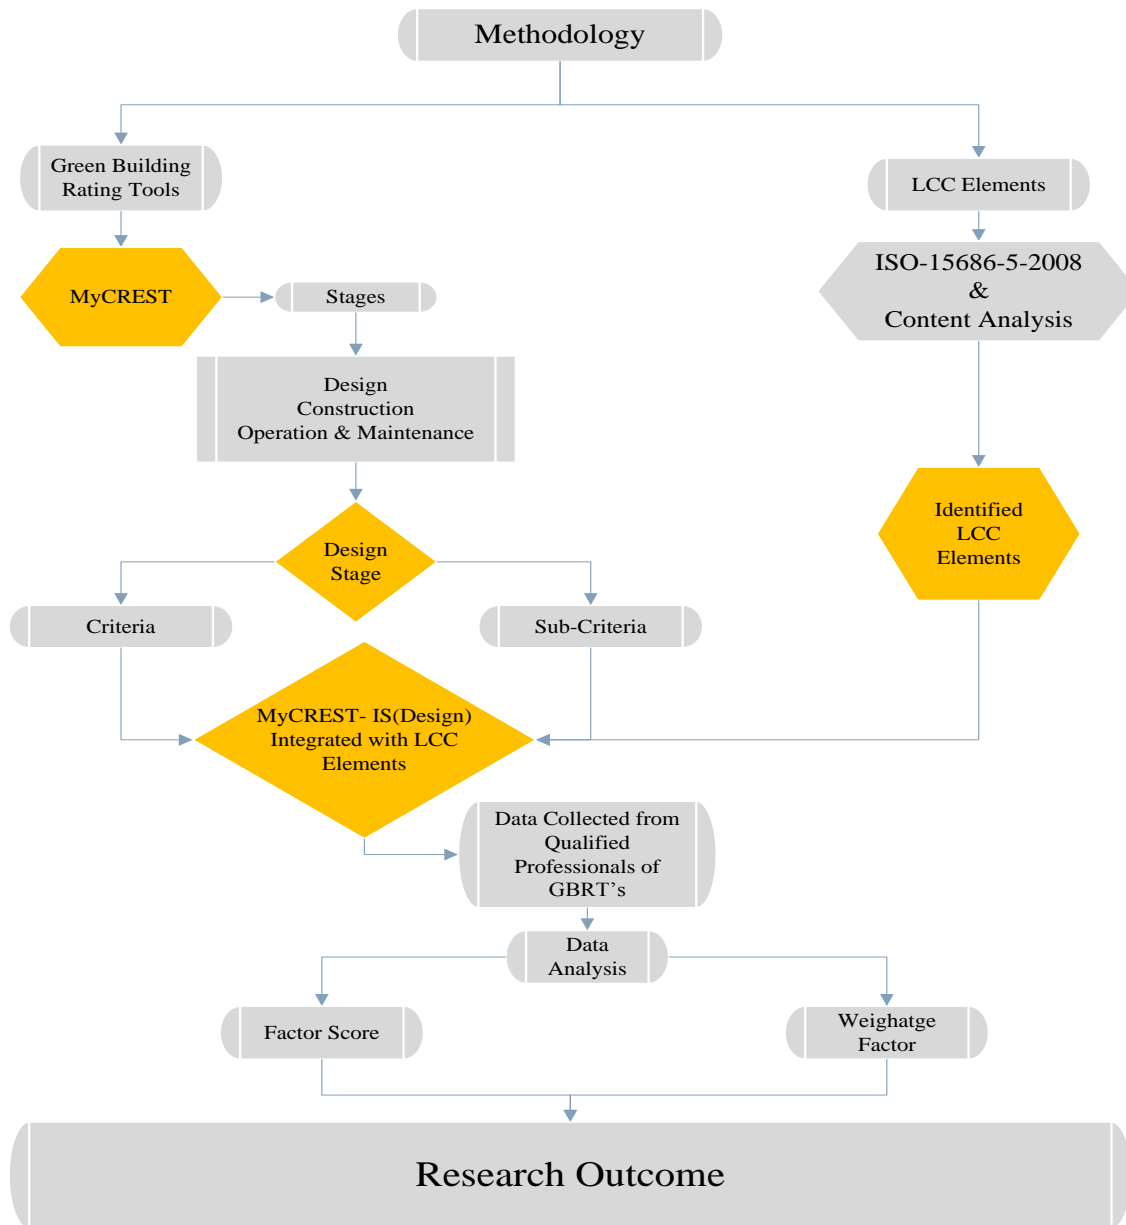 Methodology
Green Building
Rating Tools
LCC Elements
MyCREST
Stages
ISO-15686-5-2008
&
Content Analysis
Design
Construction
Operation & Maintenance
Design
Stage
Identified
LCC
Elements
Criteria
Sub-Criteria
MyCREST- IS(Design)
Integrated with LCC
Elements
Data Collected from
Qualified
Professionals of
GBRT’s
Data
Analysis
Factor Score
Weighatge
Factor
Research Outcome